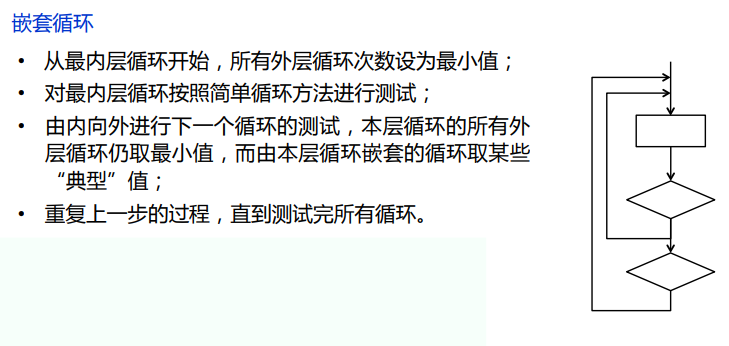 嵌套循环
• 从最内层循环开始，所有外层循环次数设为最小值；
• 对最内层循环按照简单循环方法进行测试；
• 由内向外进行下一个循环的测试，本层循环的所有外
层循环仍取最小值，而由本层循环嵌套的循环取某些
“典型”值；
• 重复上一步的过程，直到测试完所有循环。